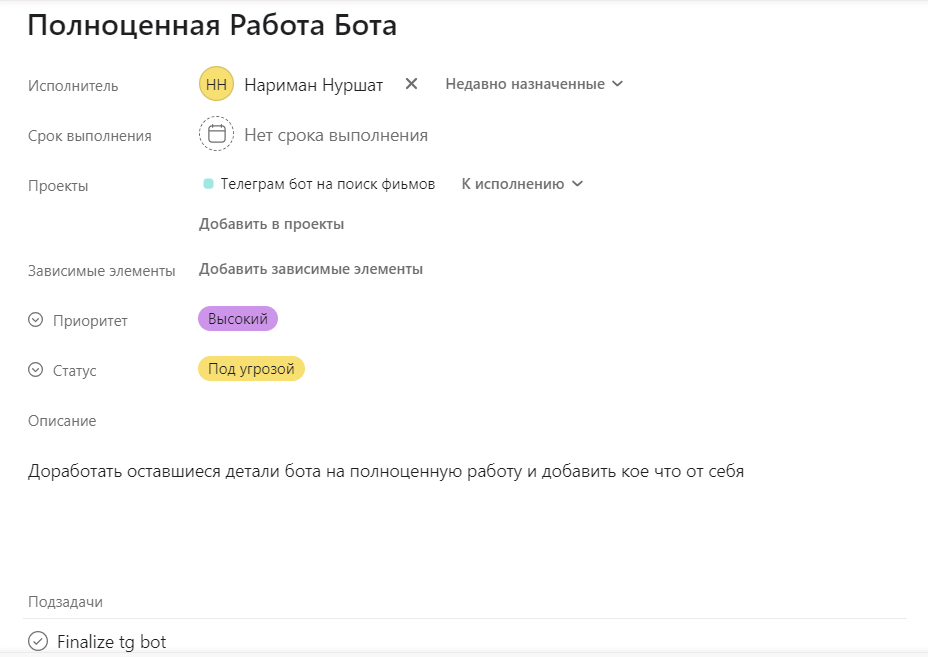 Полноценная Работа Бота
Исполнитель НН Нариман Нуршат Недавно назначенные
Срок выполнения Нет срока выполнения
Проекты Телеграм бот на поиск фиьмов К исполнению
Добавить в проекты
Зависимые элементы Добавить зависимые элементы
Приоритет Высокий
Статус Под угрозой
Описание
Доработать оставшиеся детали бота на полноценную работу и добавить кое что от себя
Подзадачи
Finalize tg bot